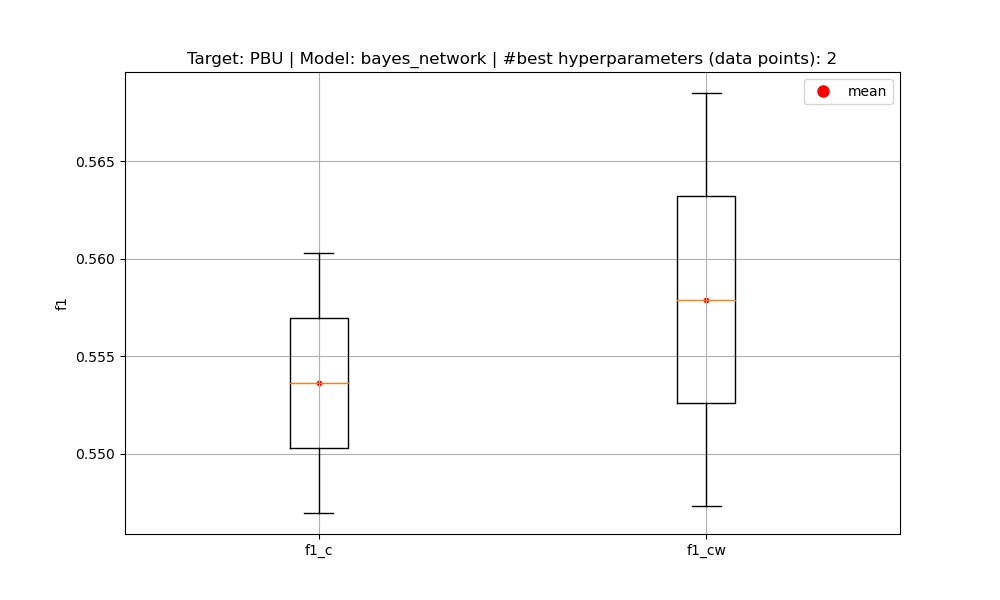 Target: PBU | Model: bayes_network | #best hyperparameters (data points): 2
mean
0.565
0.560
0.555
0.550
f1
f1_c
f1_cw